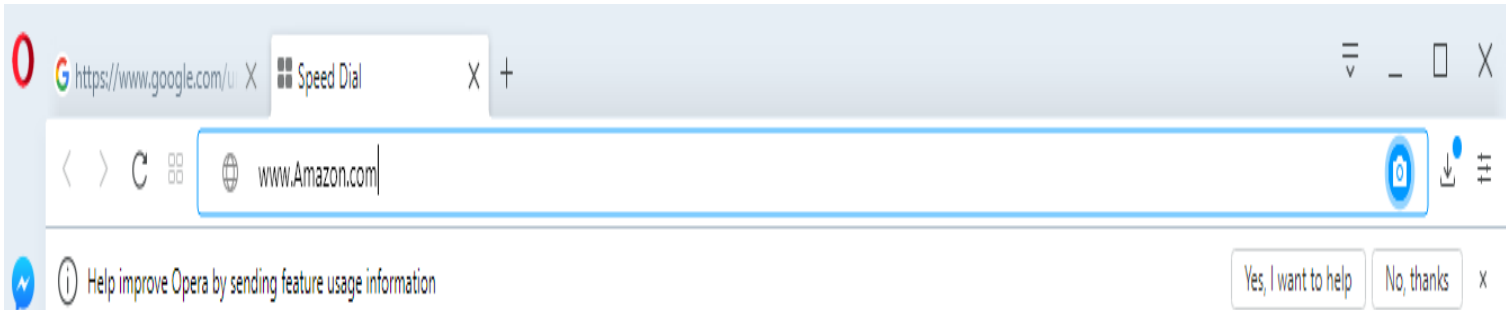 https://www.google.com/u
Speed Dial
www.Amazon.com
Help improve Opera by sending feature usage information
Yes, I want to help
No, thanks